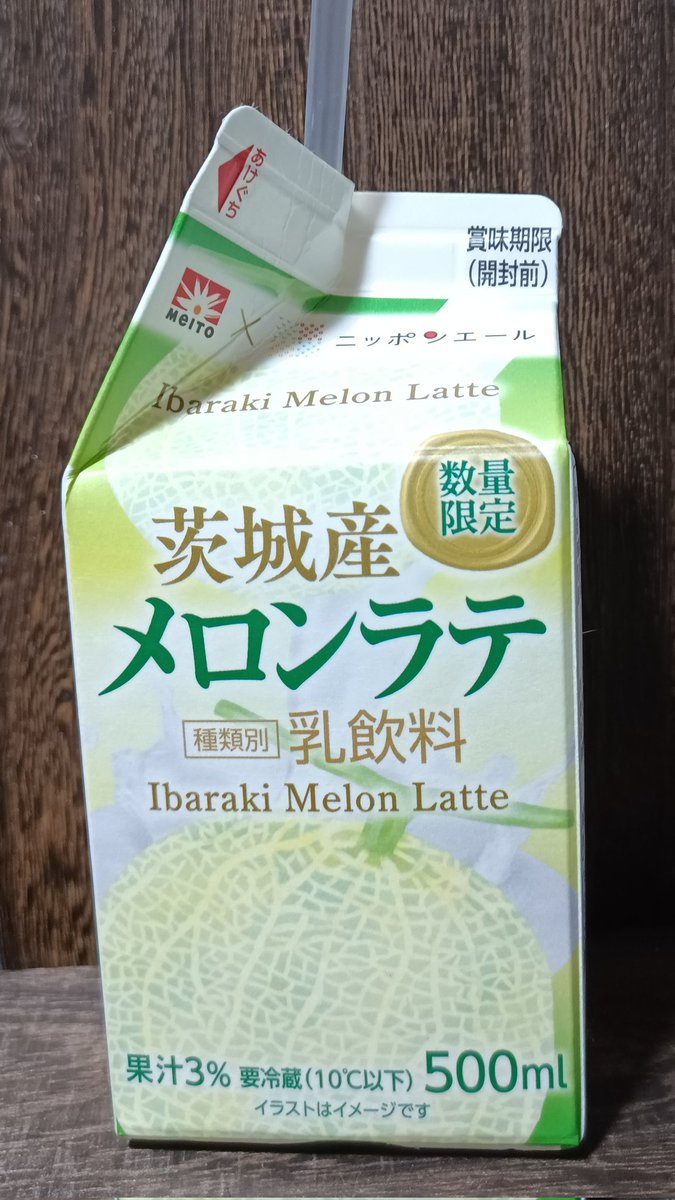 あけぐち
賞味期限
(開封前)
MEITO × ニッポンエール
Ibaraki Melon Latte
数量
限定
茨城産
メロンラテ
種類別 乳飲料
Ibaraki Melon Latte
果汁3% 要冷蔵(10℃以下) 500ml
イラストはイメージです